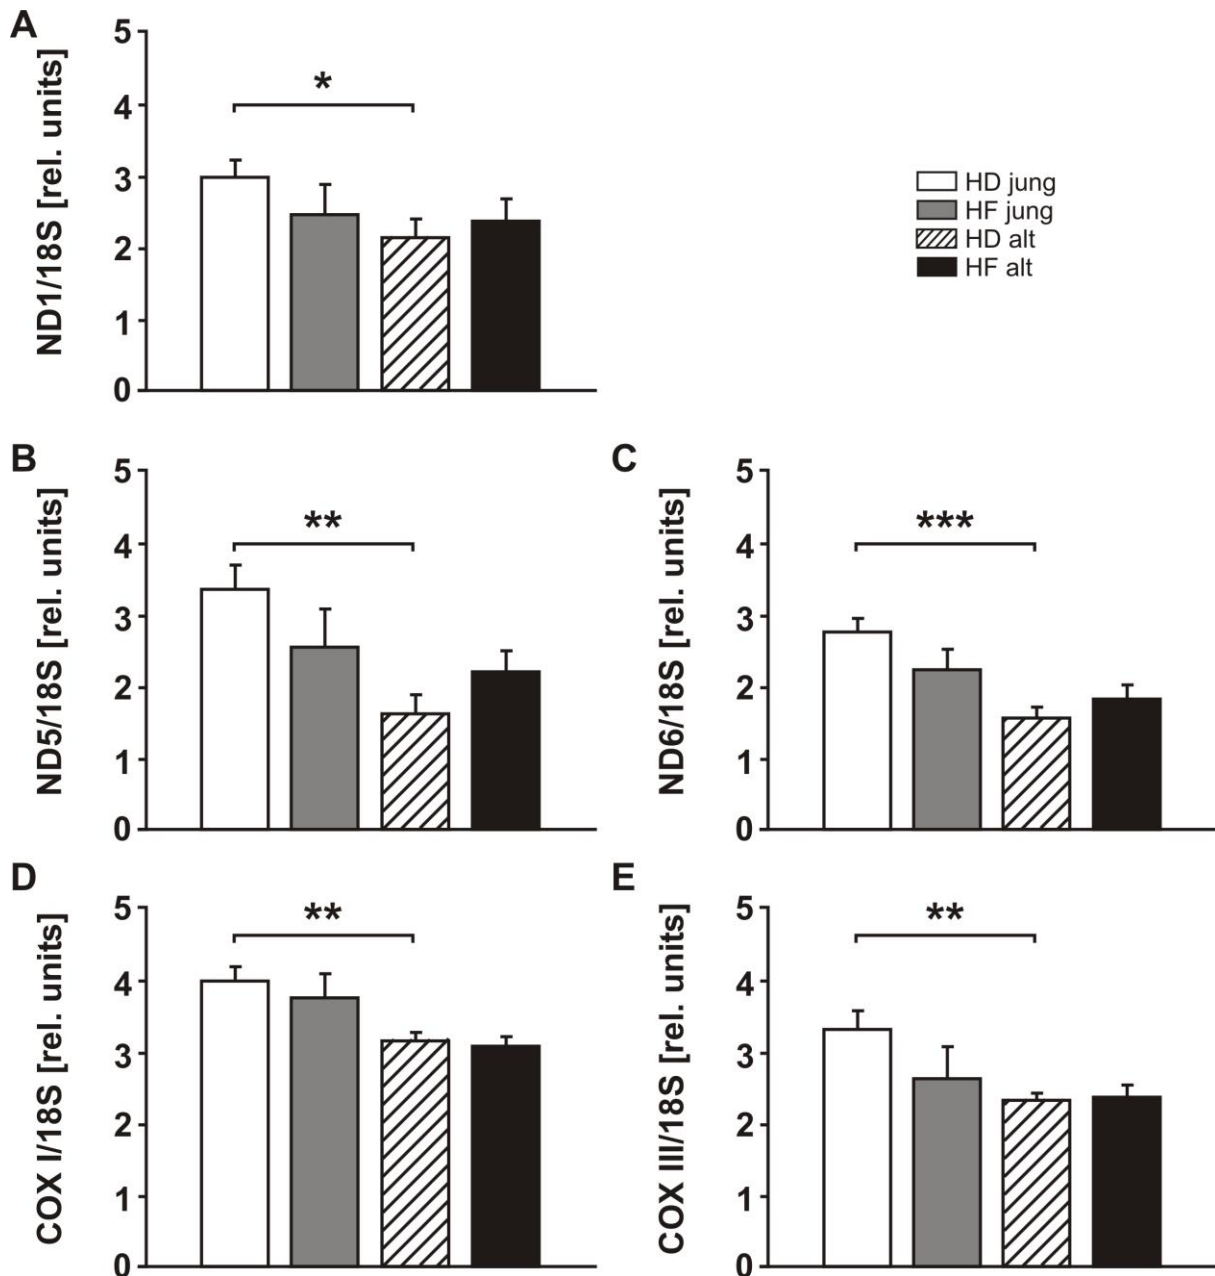 A
ND1/18S [rel. units]
5
4
3
2
1
0
*
HD jung
HF jung
HD alt
HF alt
B
ND5/18S [rel. units]
5
4
3
2
1
0
**
C
ND6/18S [rel. units]
5
4
3
2
1
0
***
D
COX I/18S [rel. units]
5
4
3
2
1
0
**
E
COX III/18S [rel. units]
5
4
3
2
1
0
**